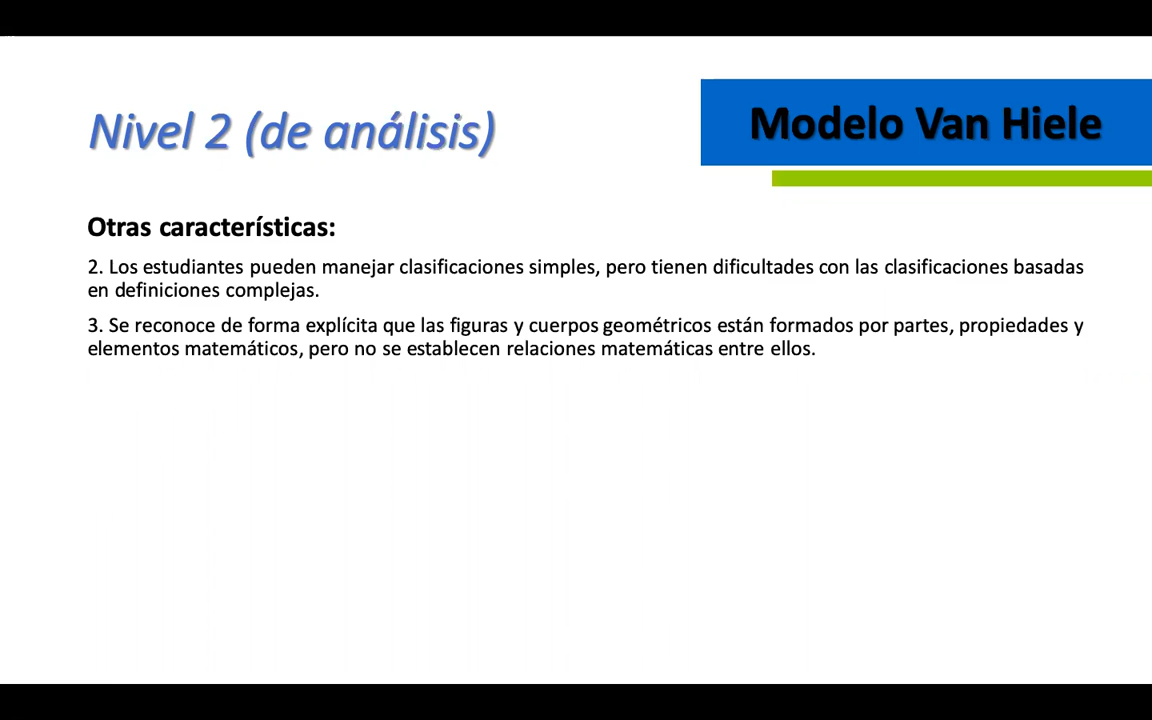 Nivel 2 (de análisis)
Modelo Van Hiele
Otras características:
2. Los estudiantes pueden manejar clasificaciones simples, pero tienen dificultades con las clasificaciones basadas
en definiciones complejas.
3. Se reconoce de forma explícita que las figuras y cuerpos geométricos están formados por partes, propiedades y
elementos matemáticos, pero no se establecen relaciones matemáticas entre ellos.